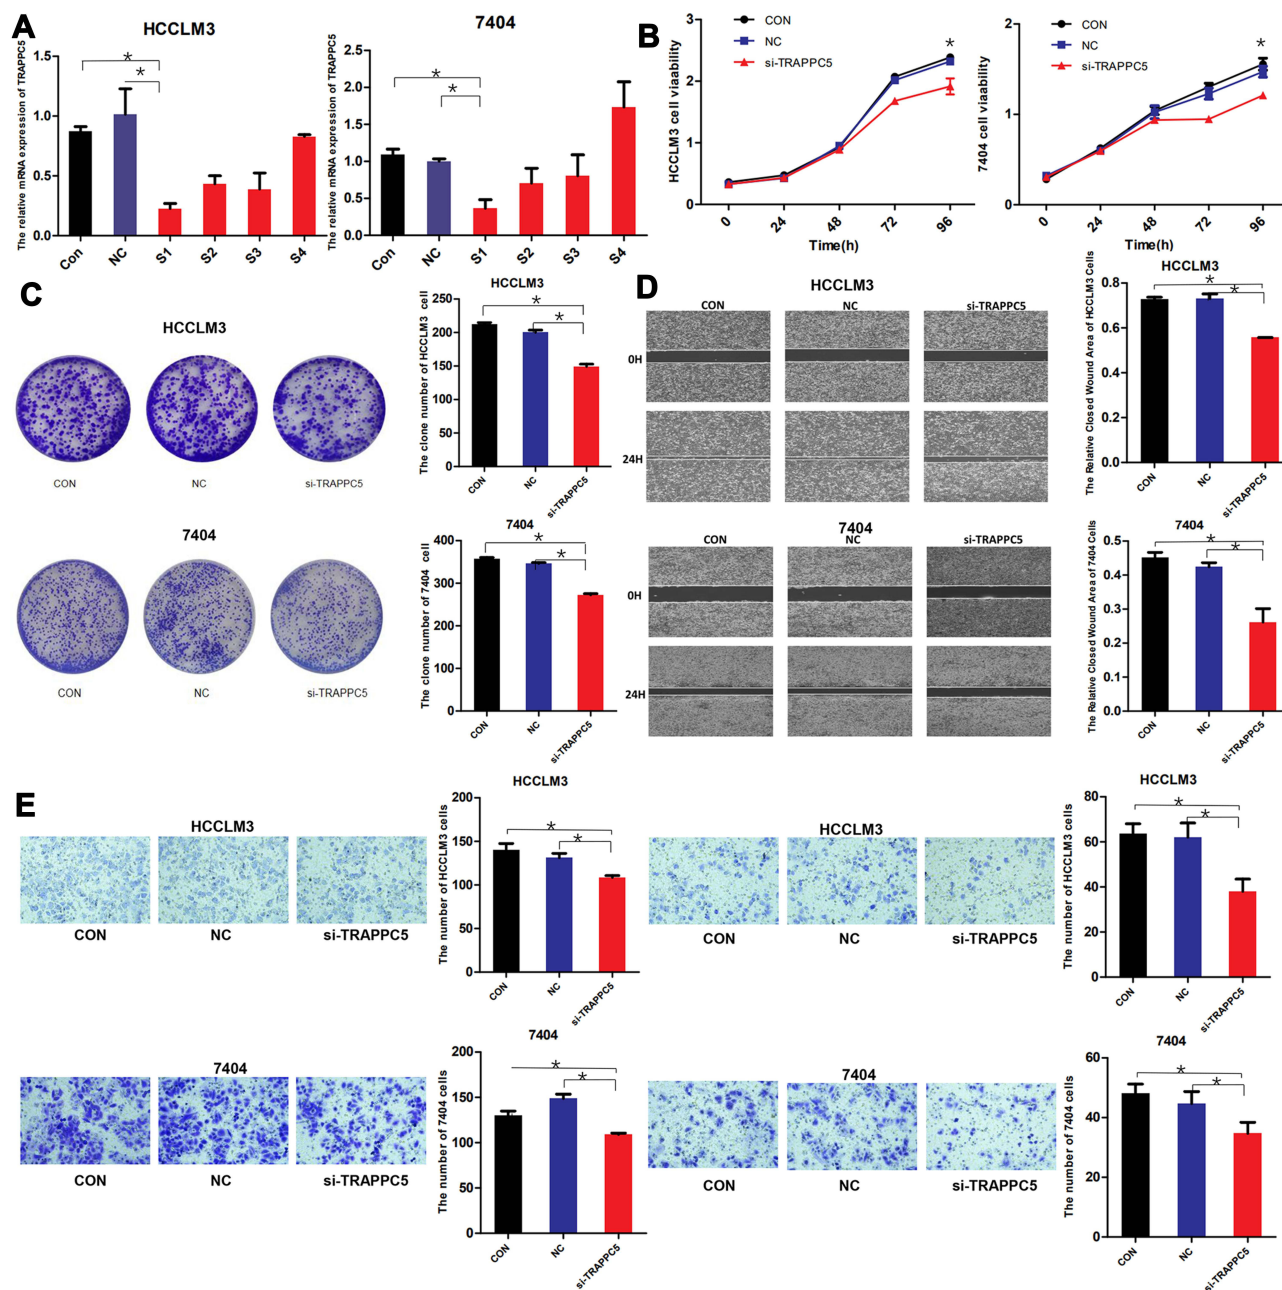 A
HCCLM3
The relative mRNA expression of TRAPPC5
1.5
1.0
0.5
0.0
*
*
Con
NC
S1
S2
S3
S4
7404
The relative mRNA expression of TRAPPC5
2.5
2.0
1.5
1.0
0.5
0.0
*
*
Con
NC
S1
S2
S3
S4
B
HCCLM3 cell viaability
3
2
1
0
CON
NC
si-TRAPPC5
*
0
24
48
72
96
Time(h)
7404 cell viaability
2
1
0
CON
NC
si-TRAPPC5
*
0
24
48
72
96
Time(h)
C
HCCLM3
CON
NC
si-TRAPPC5
HCCLM3
The clone number of HCCLM3 cell
250
200
150
100
50
0
*
*
CON
NC
si-TRAPPC5
7404
CON
NC
si-TRAPPC5
7404
The clone number of 7404 cell
400
300
200
100
0
*
*
CON
NC
si-TRAPPC5
D
HCCLM3
CON
NC
si-TRAPPC5
0H
24H
HCCLM3
The Relative Closed Wound Area of HCCLM3 Cells
0.8
0.6
0.4
0.2
0.0
*
*
CON
NC
si-TRAPPC5
7404
CON
NC
si-TRAPPC5
0H
24H
7404
The Relative Closed Wound Area of 7404 Cells
0.5
0.4
0.3
0.2
0.1
0.0
*
*
CON
NC
si-TRAPPC5
E
HCCLM3
CON
NC
si-TRAPPC5
HCCLM3
The number of HCCLM3 cells
200
150
100
50
0
*
*
CON
NC
si-TRAPPC5
HCCLM3
CON
NC
si-TRAPPC5
HCCLM3
The number of HCCLM3 cells
80
60
40
20
0
*
*
CON
NC
si-TRAPPC5
7404
CON
NC
si-TRAPPC5
7404
The number of 7404 cells
200
150
100
50
0
*
*
CON
NC
si-TRAPPC5
7404
CON
NC
si-TRAPPC5
7404
The number of 7404 cells
60
40
20
0
*
*
CON
NC
si-TRAPPC5